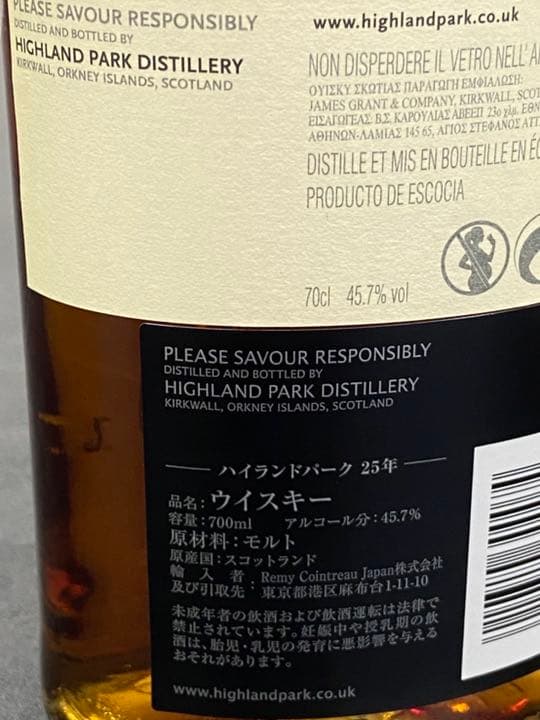 PLEASE SAVOUR RESPONSIBLY
DISTILLED AND BOTTLED BY
HIGHLAND PARK DISTILLERY
KIRKWALL, ORKNEY ISLANDS, SCOTLAND
www.highlandpark.co.uk
NON DISPERDERE IL VETRO NELL'
ΟΥΙΣΚΥ ΣΚΩΤΙΑΣ ΠΑΡΑΓΩΓΗ ΕΜΦΙΑΛΩΣΗ:
JAMES GRANT & COMPANY, KIRKWALL,
ΕΙΣΑΓΩΓΕΑΣ: Β.Σ. ΚΑΡΟΥΛΙΑΣ ΑΒΕΕΠ 23ο χλμ.
ΑΘΗΝΩΝ-ΛΑΜΙΑΣ 145 65, ΑΓΙΟΣ ΣΤΕΦΑΝΟΣ
DISTILLE ET MIS EN BOUTEILLE EN
PRODUCTO DE ESCOCIA
70cl 45.7% vol
PLEASE SAVOUR RESPONSIBLY
DISTILLED AND BOTTLED BY
HIGHLAND PARK DISTILLERY
KIRKWALL, ORKNEY ISLANDS, SCOTLAND
ハイランドパーク 25年
品名:ウイスキー
容量:700ml アルコール分:45.7%
原材料:モルト
原産国:スコットランド
輸入者 : Remy Cointreau Japan株式会社
及び引取先:東京都港区麻布台1-11-10
未成年者の飲酒および飲酒運転は法律で
禁止されています。妊娠中や授乳期の飲
酒は、胎児・乳児の発育に悪影響を与える
おそれがあります。
www.highlandpark.co.uk